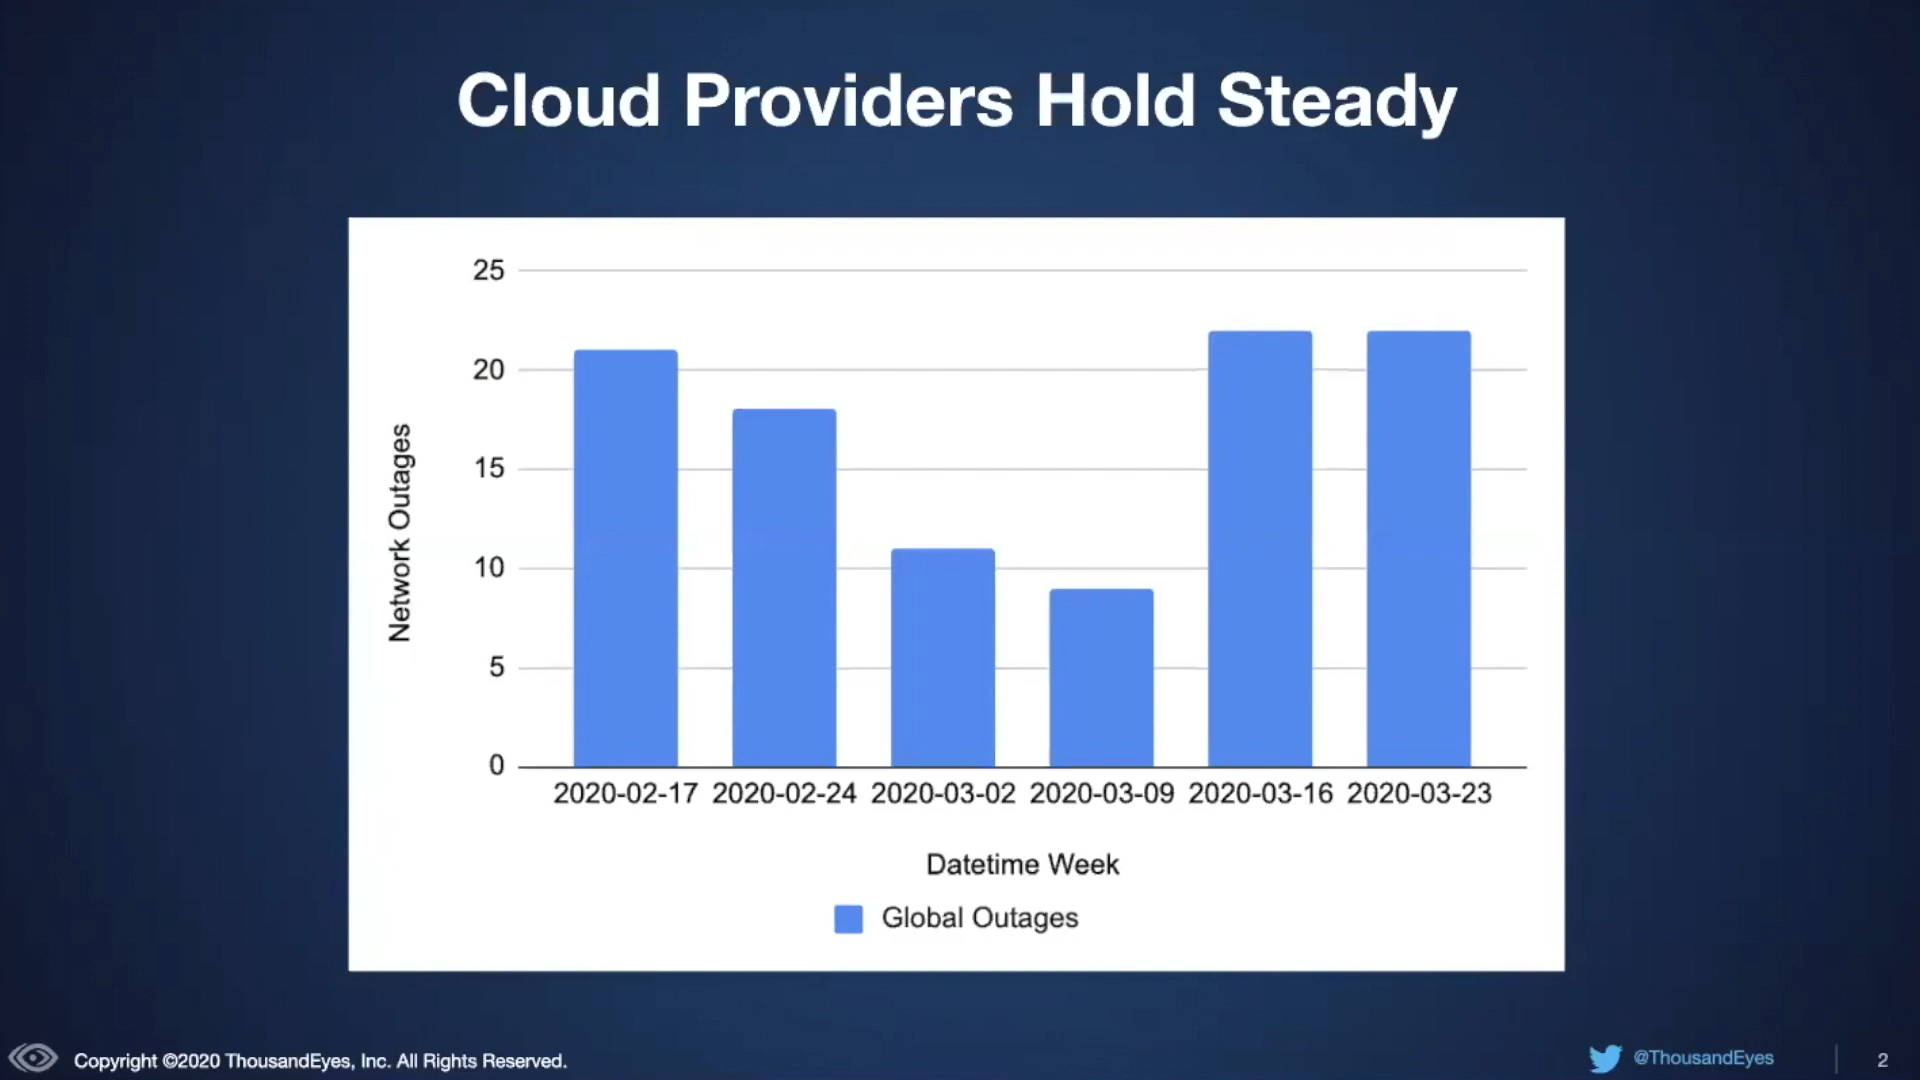 Cloud Providers Hold Steady
25
20
15
10
5
0
Network Outages
2020-02-17 2020-02-24 2020-03-02 2020-03-09 2020-03-16 2020-03-23
Datetime Week
Global Outages
Copyright ©2020 ThousandEyes, Inc. All Rights Reserved.
@ThousandEyes
2